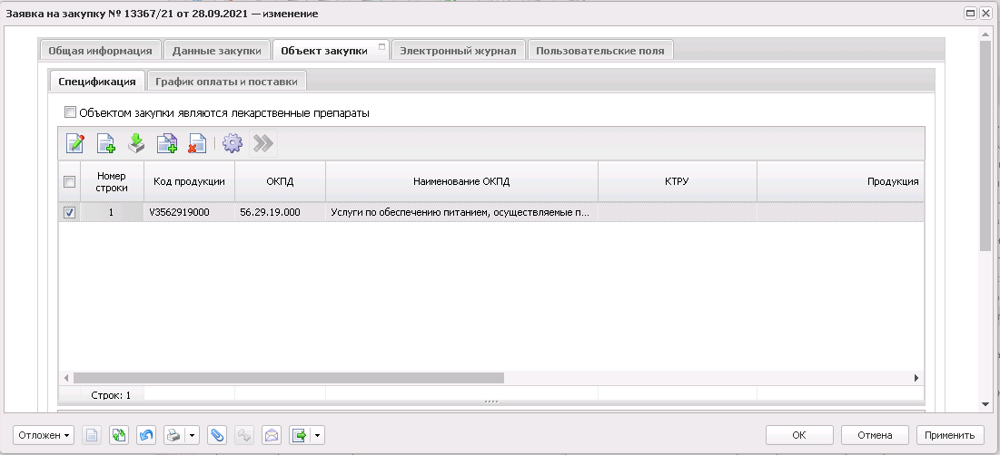 Заявка на закупку № 13367/21 от 28.09.2021 — изменение
Общая информация Данные закупки Объект закупки Электронный журнал Пользовательские поля
Спецификация График оплаты и поставки
Объектом закупки являются лекарственные препараты
Номер строки Код продукции ОКПД Наименование ОКПД КТРУ Продукция
1 V3562919000 56.29.19.000 Услуги по обеспечению питанием, осуществляемые п...
Строк: 1
Отложен ОК Отмена Применить